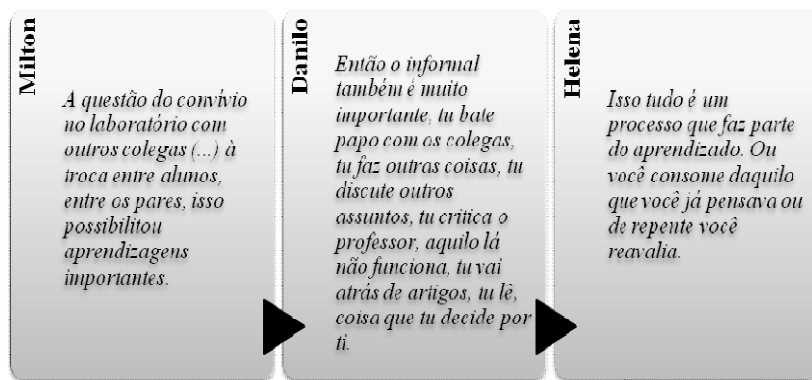 Milton
A questão do convívio
no laboratório com
outros colegas (...) à
troca entre alunos,
entre os pares, isso
possibilitou
aprendizagens
importantes.
Danilo
Então o informal
também é muito
importante, tu bate
papo com os colegas,
tu faz outras coisas, tu
discute outros
assuntos, tu critica o
professor, aquilo lá
não funciona, tu vai
atrás de artigos, tu lê,
coisa que tu decide por
ti.
Helena
Isso tudo é um
processo que faz parte
do aprendizado. Ou
você consome daquilo
que você já pensava ou
de repente você
reavalia.